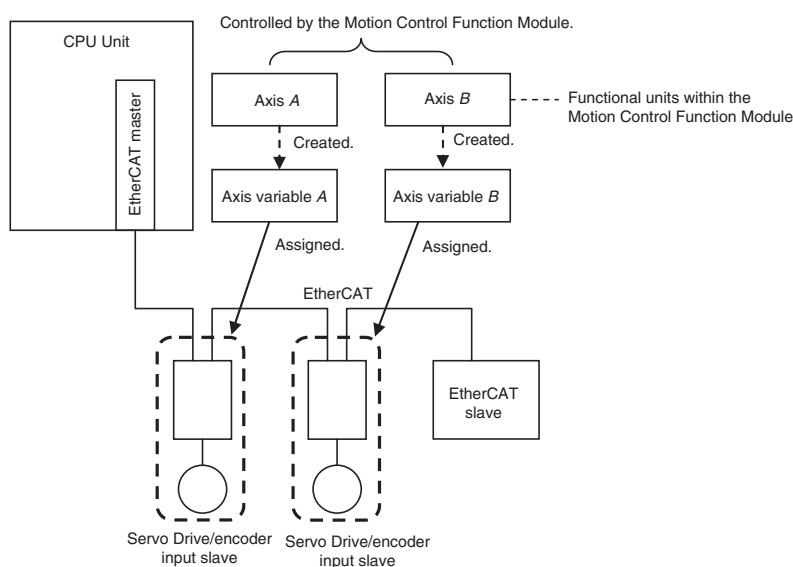 Controlled by the Motion Control Function Module.
CPU Unit
EtherCAT master
Axis A
Axis B
Functional units within the
Motion Control Function Module
Created.
Created.
Axis variable A
Axis variable B
Assigned.
Assigned.
EtherCAT
EtherCAT
slave
Servo Drive/encoder
input slave
Servo Drive/encoder
input slave